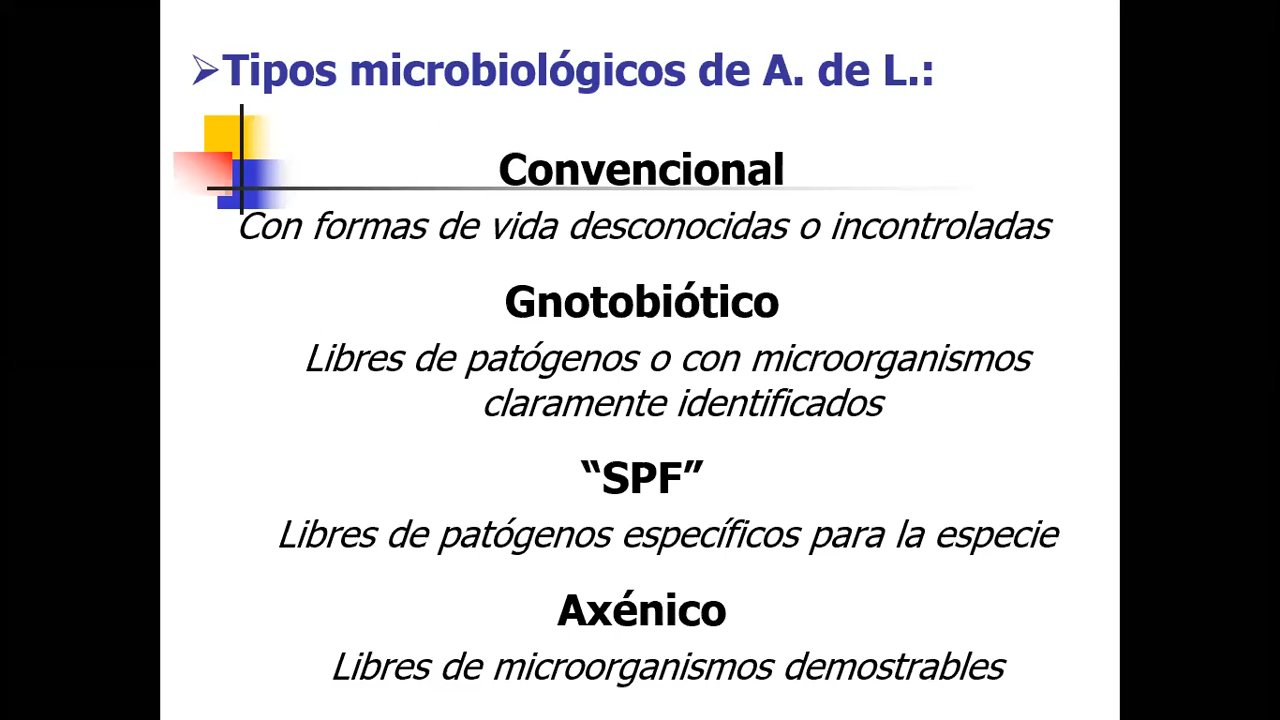 Tipos microbiológicos de A. de L.:
Convencional
Con formas de vida desconocidas o incontroladas
Gnotobiótico
Libres de patógenos o con microorganismos
claramente identificados
“SPF”
Libres de patógenos específicos para la especie
Axénico
Libres de microorganismos demostrables